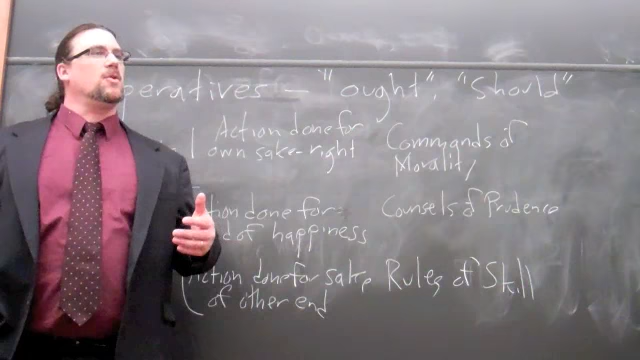 peratives - "ought", "Should"
Action done for
own sake-right
Commands of
Morality
tion done for
d of happiness
Counsels of Prudence
Action done for sake
of other end
Rules of Skill